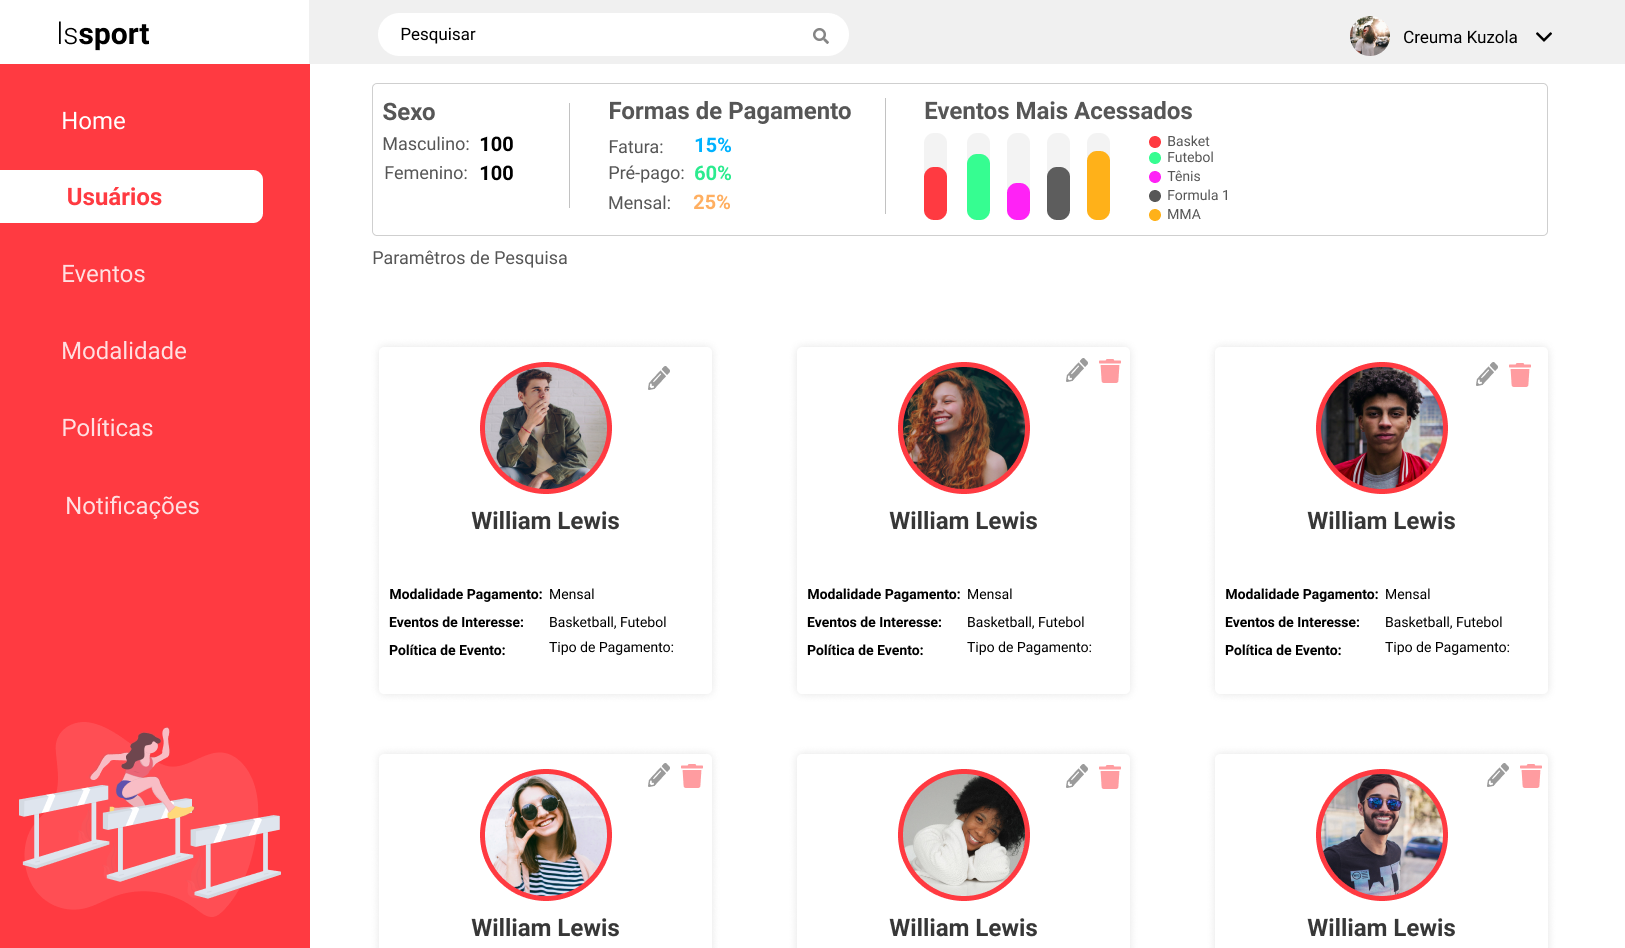 lssport
Pesquisar
Creuma Kuzola
Home
Usuários
Eventos
Modalidade
Políticas
Notificações
Sexo
Masculino: 100
Femenino: 100
Formas de Pagamento
Fatura: 15%
Pré-pago: 60%
Mensal: 25%
Eventos Mais Acessados
Basket
Futebol
Tênis
Formula 1
MMA
Paramêtros de Pesquisa
William Lewis
Modalidade Pagamento: Mensal
Eventos de Interesse: Basketball, Futebol
Política de Evento: Tipo de Pagamento:
William Lewis
Modalidade Pagamento: Mensal
Eventos de Interesse: Basketball, Futebol
Política de Evento: Tipo de Pagamento:
William Lewis
Modalidade Pagamento: Mensal
Eventos de Interesse: Basketball, Futebol
Política de Evento: Tipo de Pagamento:
William Lewis
William Lewis
William Lewis